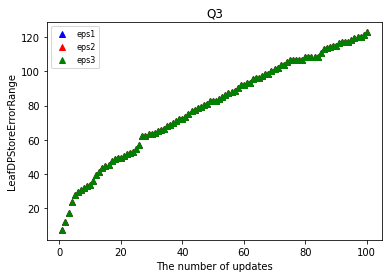 Q3
eps1
eps2
eps3
LeafDPStoreErrorRange
120
100
80
60
40
20
0 20 40 60 80 100
The number of updates